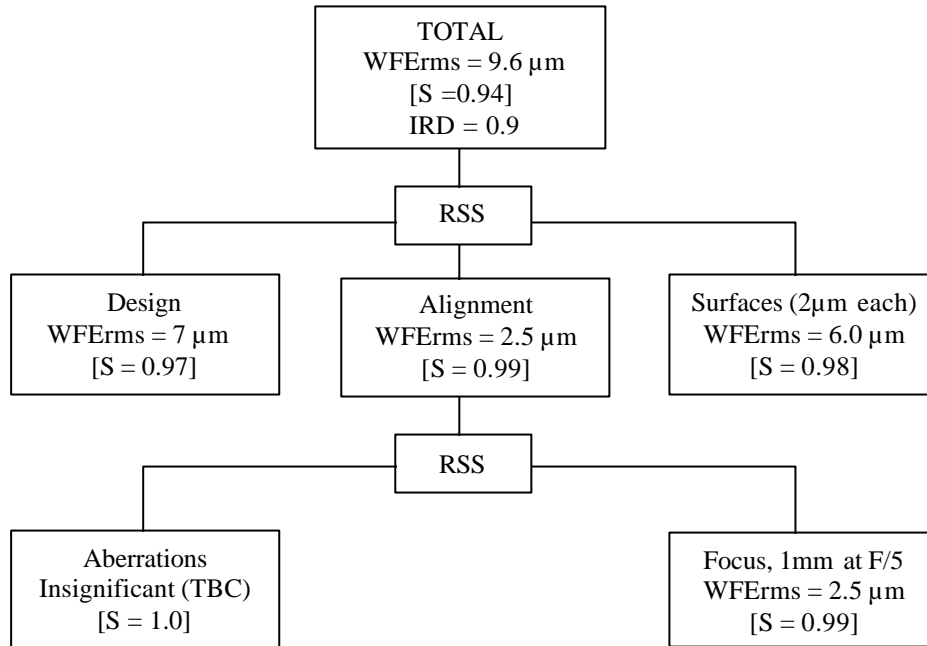 TOTAL
WFErms = 9.6 µm
[S =0.94]
IRD = 0.9
RSS
Design
WFErms = 7 µm
[S = 0.97]
Alignment
WFErms = 2.5 µm
[S = 0.99]
Surfaces (2µm each)
WFErms = 6.0 µm
[S = 0.98]
RSS
Aberrations
Insignificant (TBC)
[S = 1.0]
Focus, 1mm at F/5
WFErms = 2.5 µm
[S = 0.99]